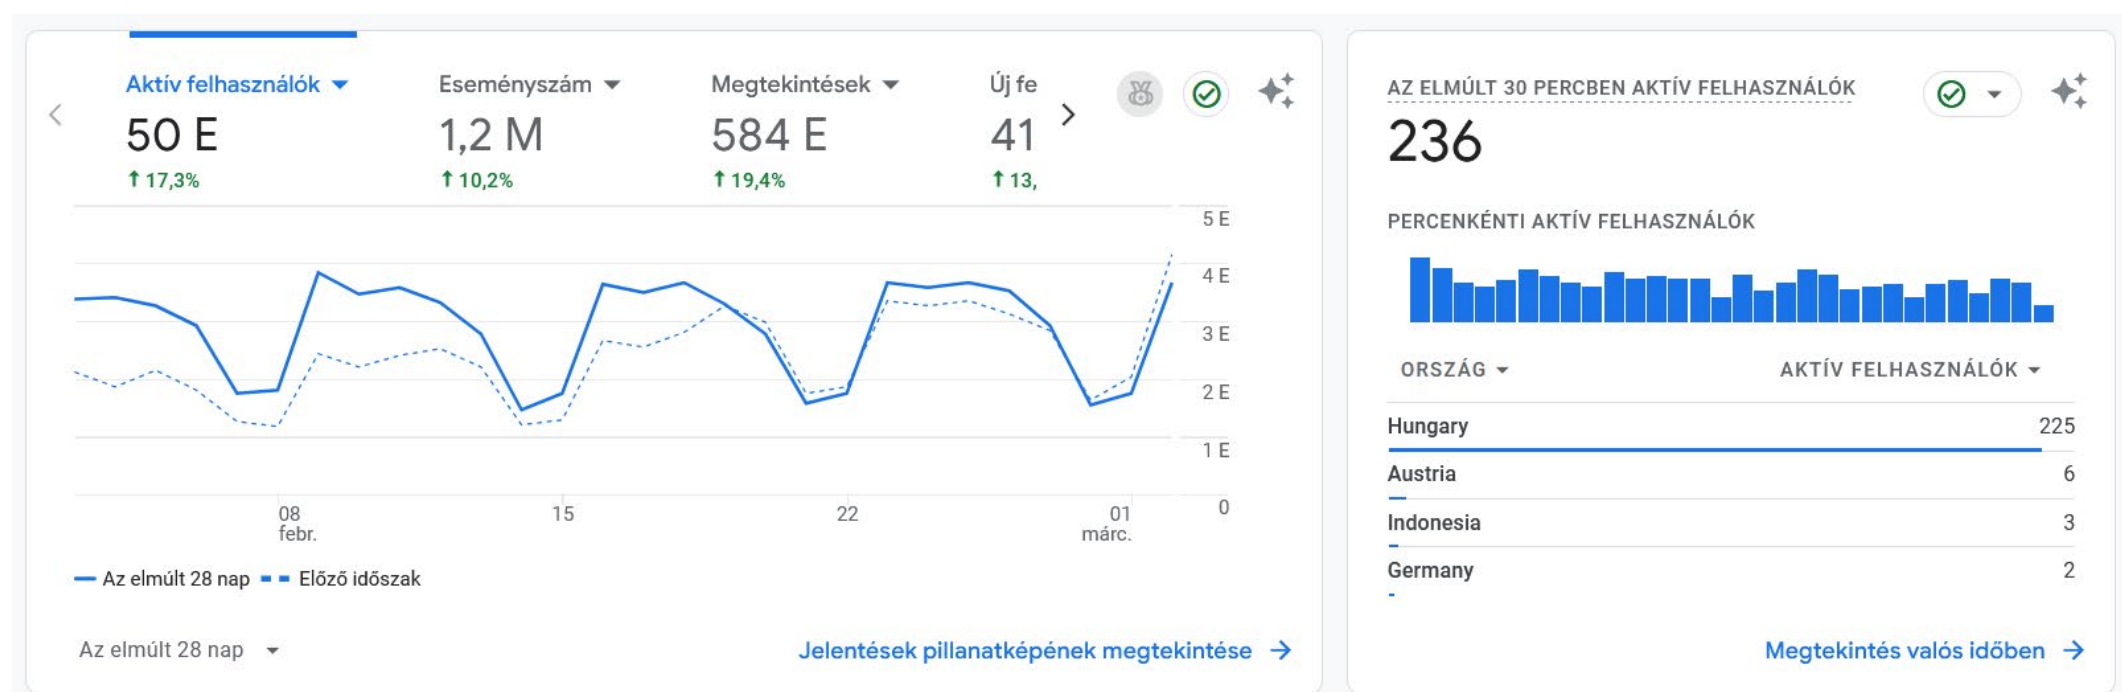 Aktív felhasználók
50 E
17,3%
Eseményszám
1,2 M
10,2%
Megtekintések
584 E
19,4%
Új fe
41
13,
5 E
4 E
3 E
2 E
1 E
0
08
febr.
15
22
01
márc.
Az elmúlt 28 nap
Előző időszak
Az elmúlt 28 nap
Jelentések pillanatképének megtekintése
AZ ELMÚLT 30 PERCBEN AKTÍV FELHASZNÁLÓK
236
PERCENKÉNTI AKTÍV FELHASZNÁLÓK
ORSZÁG AKTÍV FELHASZNÁLÓK
Hungary 225
Austria 6
Indonesia 3
Germany 2
Megtekintés valós időben